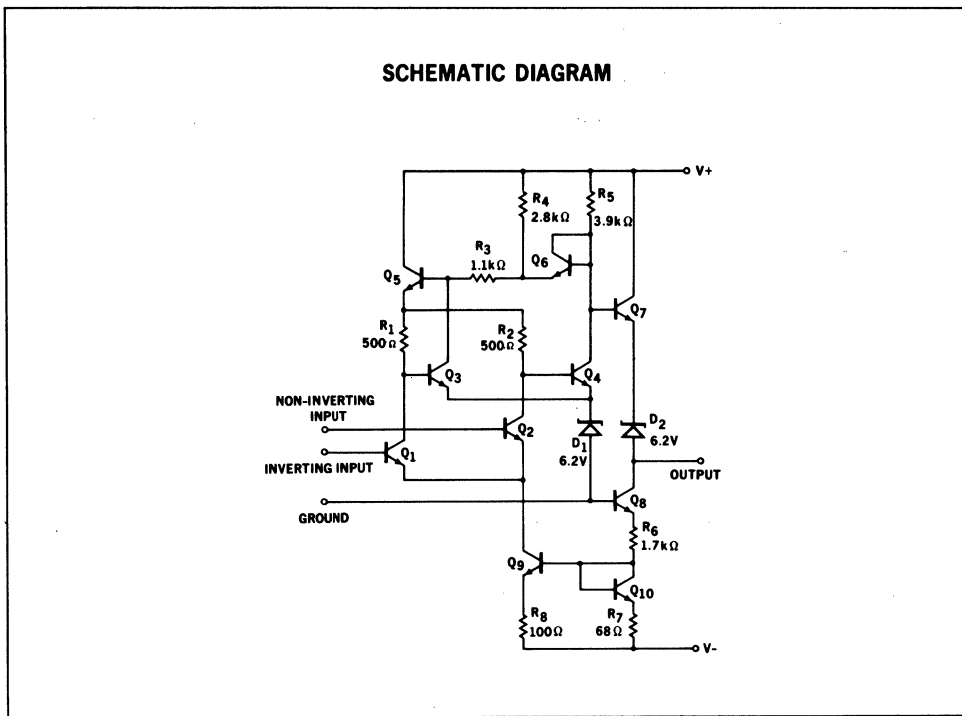 SCHEMATIC DIAGRAM
V+
R4
2.8kΩ
R5
3.9kΩ
R3
1.1kΩ
Q6
Q5
Q7
R1
500Ω
R2
500Ω
Q3
Q4
NON-INVERTING
INPUT
Q2
D1
6.2V
D2
6.2V
Q1
INVERTING INPUT
OUTPUT
Q8
GROUND
R6
1.7kΩ
Q9
Q10
R8
100Ω
R7
68Ω
V-